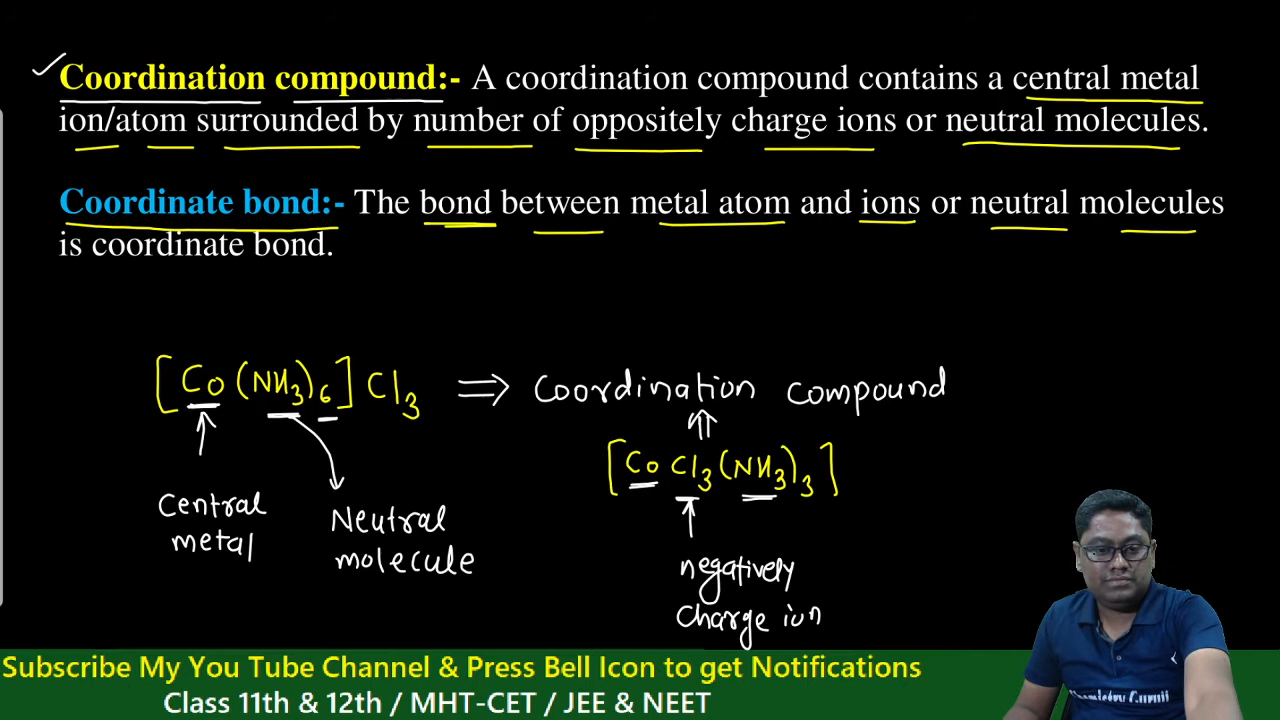 Coordination compound:- A coordination compound contains a central metal
ion/atom surrounded by number of oppositely charge ions or neutral molecules.
Coordinate bond:- The bond between metal atom and ions or neutral molecules
is coordinate bond.
[Co(NH3)6]Cl3 ⇒ Coordination compound
⇑
[CoCl3(NH3)3]
Central
metal
Neutral
molecule
negatively
charge ion
Subscribe My You Tube Channel & Press Bell Icon to get Notifications
Class 11th & 12th / MHT-CET / JEE & NEET